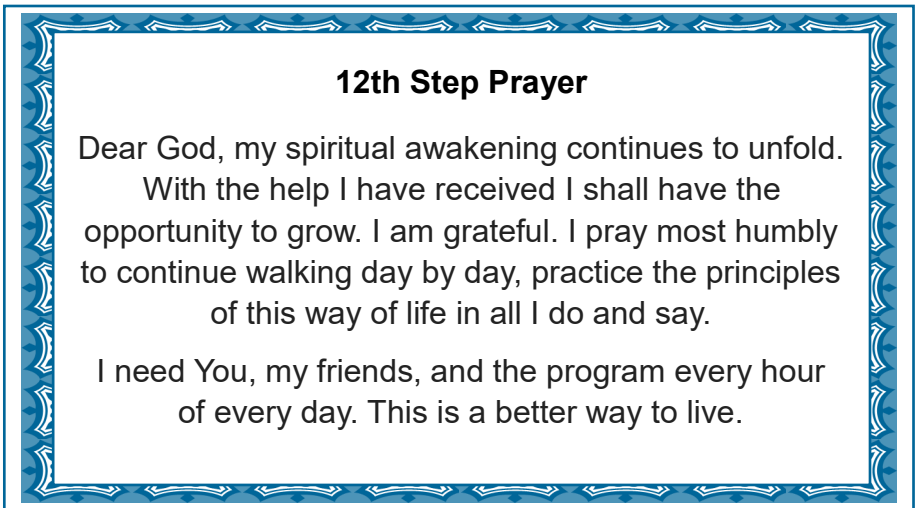 12th Step Prayer
Dear God, my spiritual awakening continues to unfold.
With the help I have received I shall have the
opportunity to grow. I am grateful. I pray most humbly
to continue walking day by day, practice the principles
of this way of life in all I do and say.
I need You, my friends, and the program every hour
of every day. This is a better way to live.